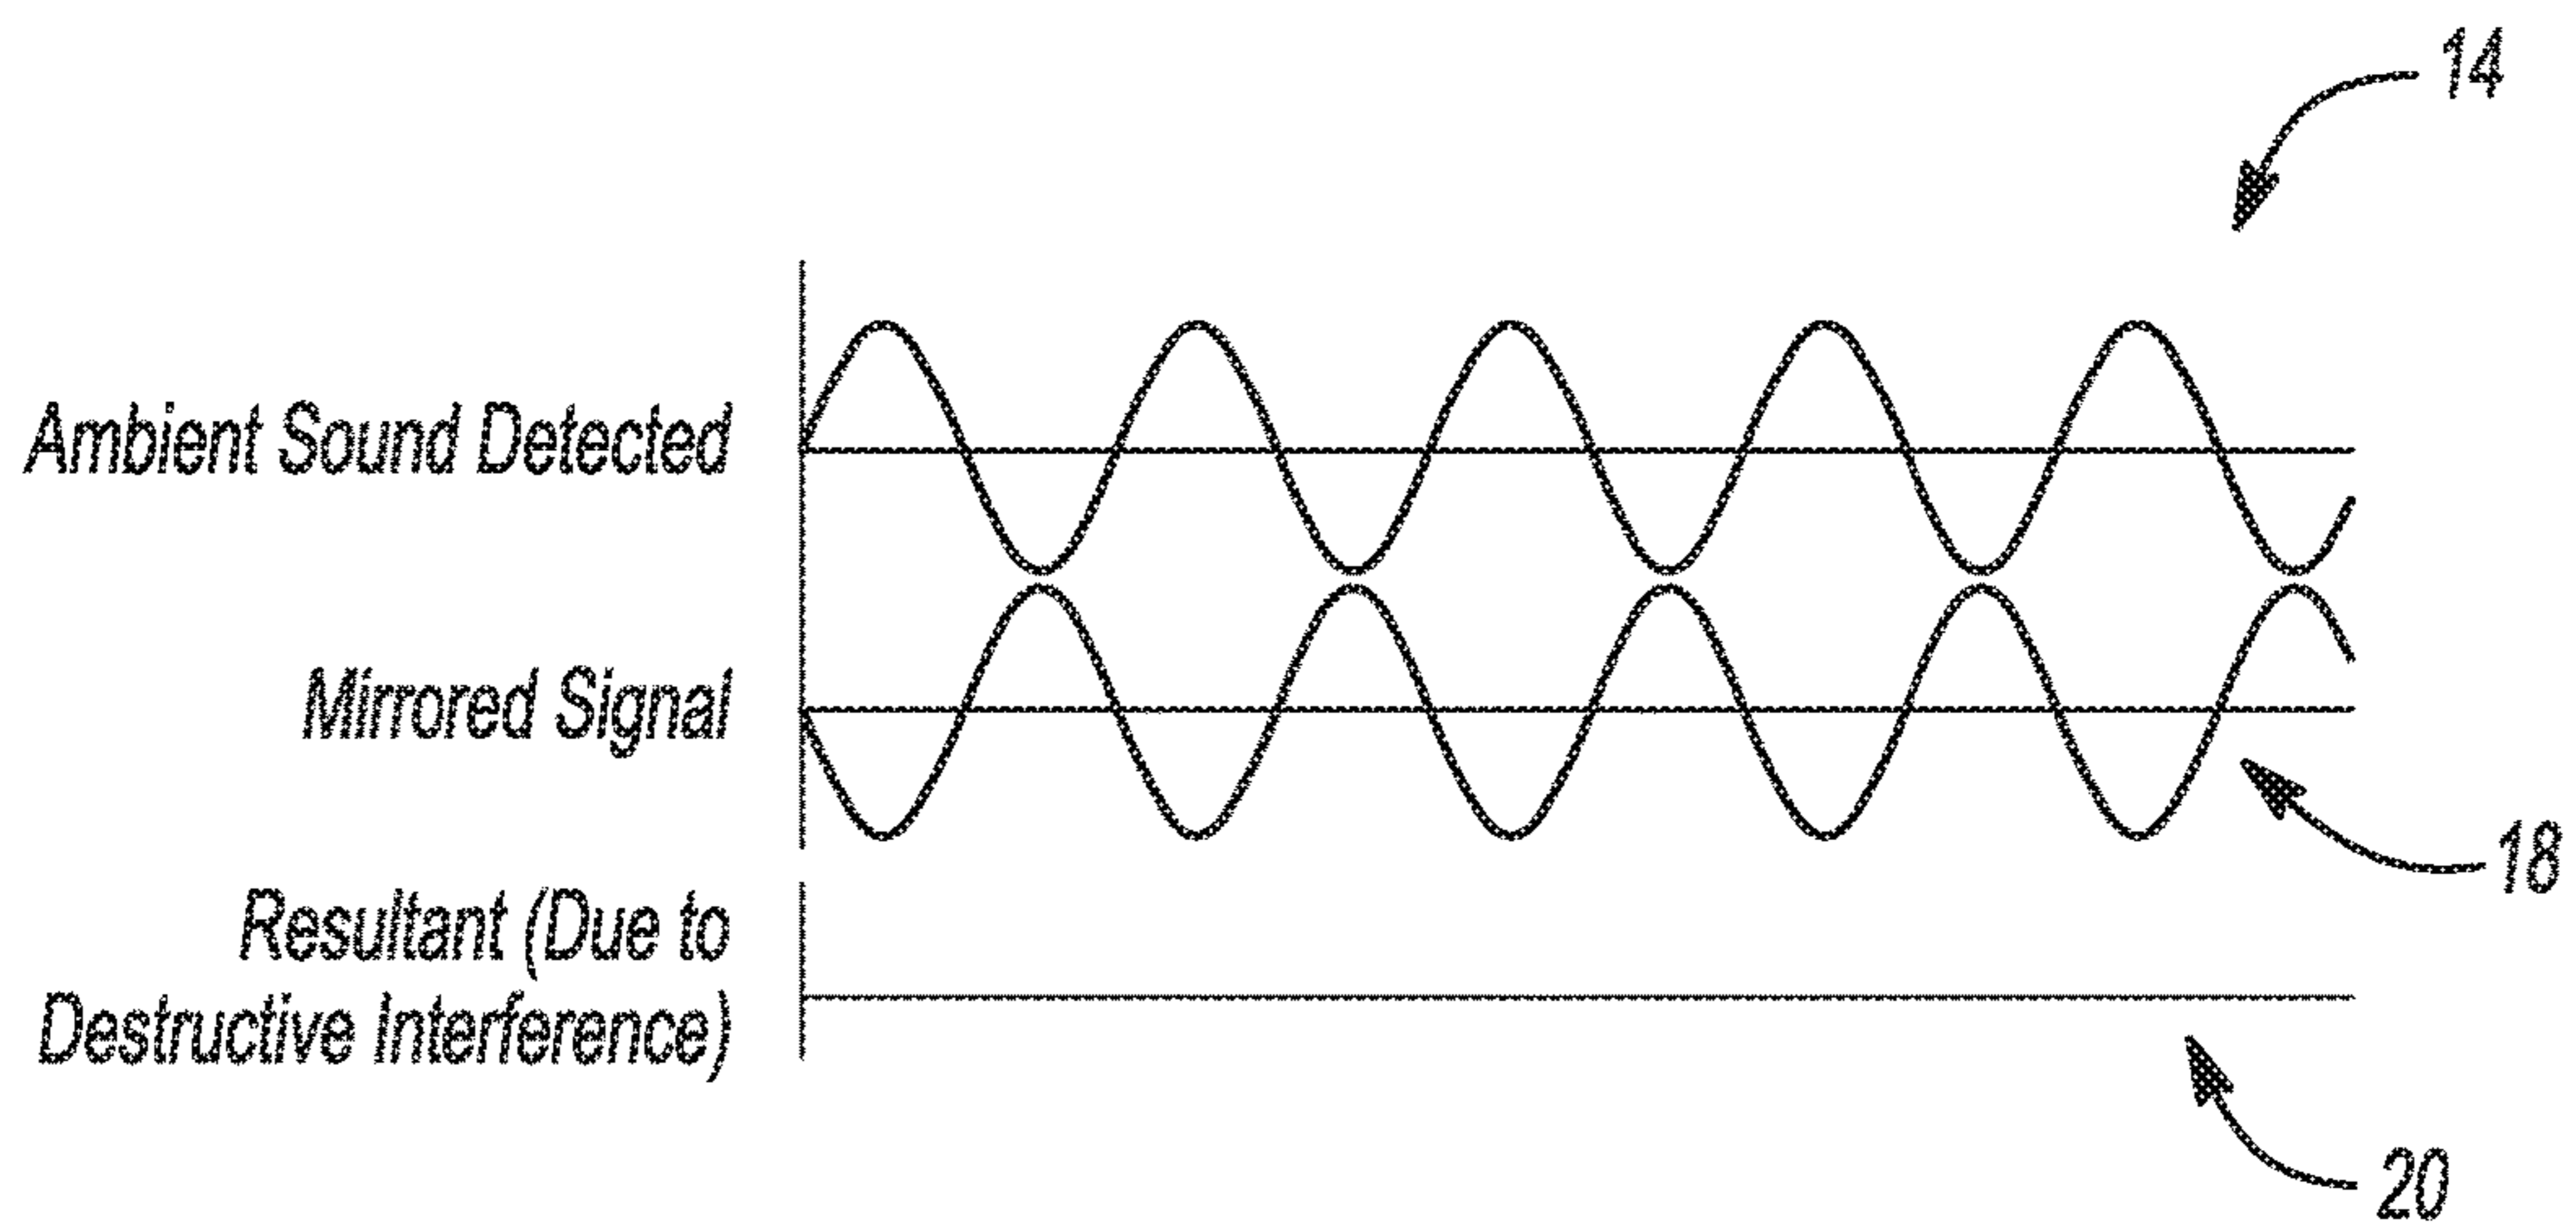 14
Ambient Sound Detected
Mirrored Signal
18
Resultant (Due to
Destructive Interference)
20